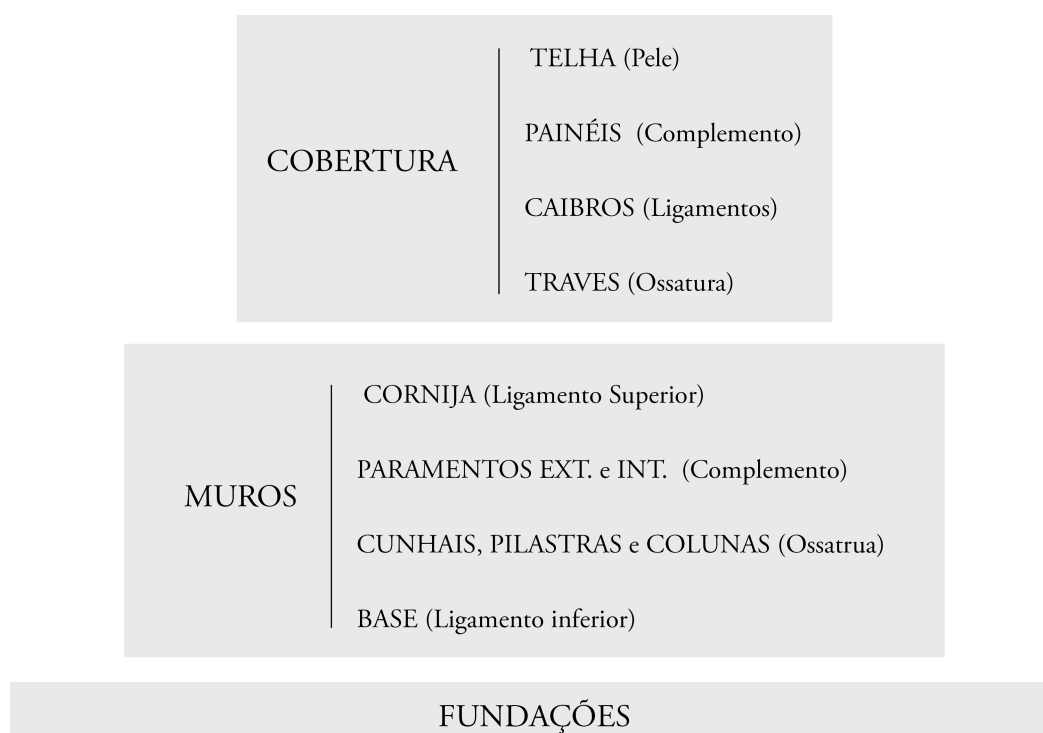 TELHA (Pele)
PAINÉIS (Complemento)
COBERTURA
CAIBROS (Ligamentos)
TRAVES (Ossatura)
CORNIJA (Ligamento Superior)
PARAMENTOS EXT. e INT. (Complemento)
MUROS
CUNHAIS, PILASTRAS e COLUNAS (Ossatrua)
BASE (Ligamento inferior)
FUNDAÇÕES